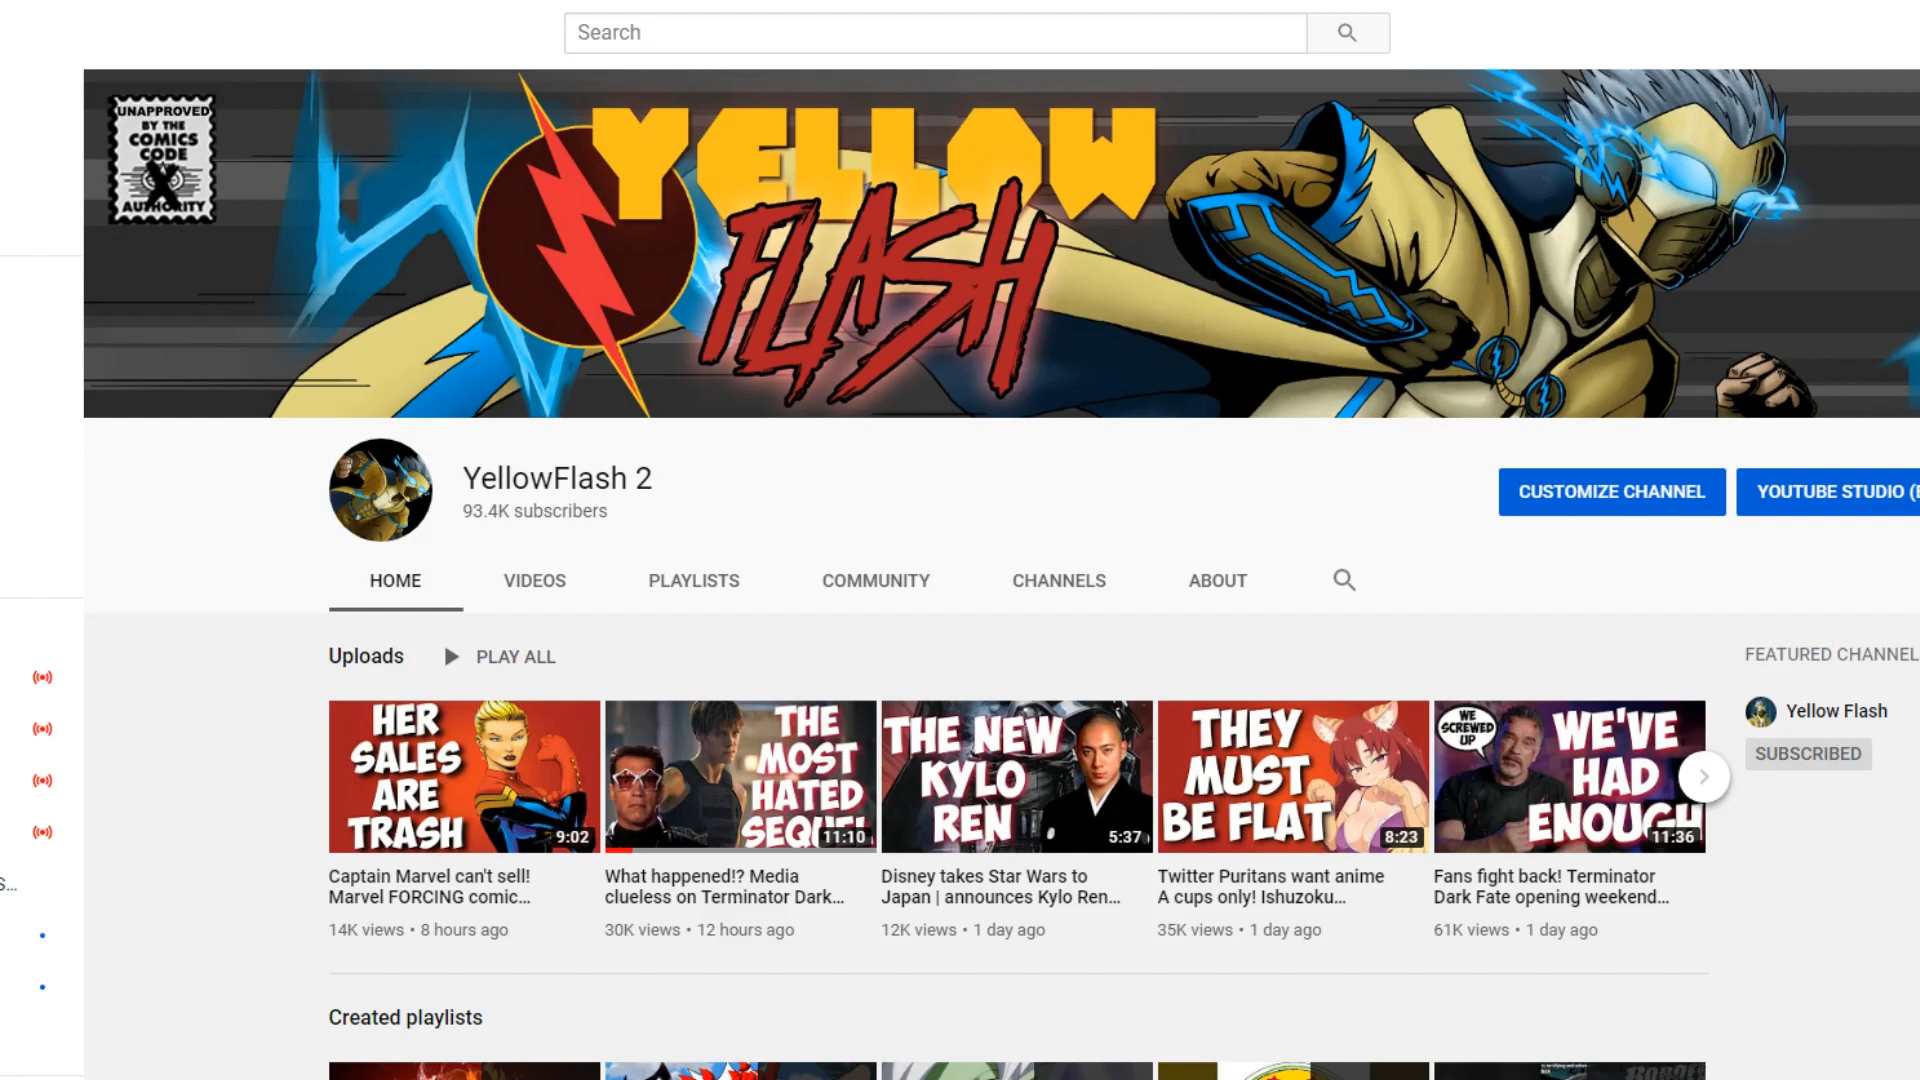 Search
UNAPPROVED
BY THE
COMICS
CODE
AUTHORITY
YELLOW
FLASH
YellowFlash 2
93.4K subscribers
CUSTOMIZE CHANNEL
YOUTUBE STUDIO (
HOME
VIDEOS
PLAYLISTS
COMMUNITY
CHANNELS
ABOUT
Uploads
PLAY ALL
FEATURED CHANNEL
Yellow Flash
SUBSCRIBED
HER
SALES
ARE
TRASH
9:02
Captain Marvel can't sell!
Marvel FORCING comic...
14K views • 8 hours ago
THE
MOST
HATED
SEQUEL
11:10
What happened!? Media
clueless on Terminator Dark...
30K views • 12 hours ago
THE NEW
KYLO
REN
5:37
Disney takes Star Wars to
Japan | announces Kylo Ren...
12K views • 1 day ago
THEY
MUST
BE FLAT
8:23
Twitter Puritans want anime
A cups only! Ishuzoku...
35K views • 1 day ago
WE
SCREWED
UP
WE'VE
HAD
ENOUGH
11:36
Fans fight back! Terminator
Dark Fate opening weekend...
61K views • 1 day ago
S...
Created playlists